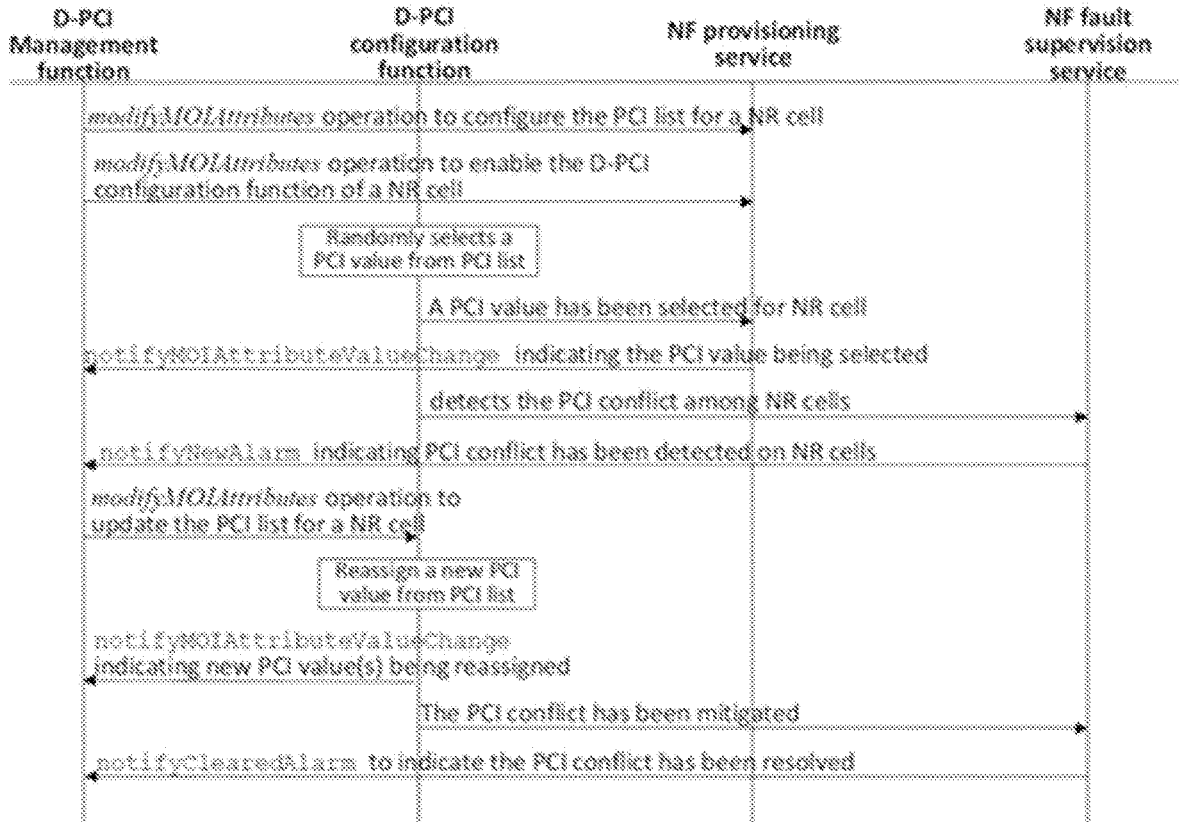 D-PCI
Management
function
D-PCI
configuration
function
NF provisioning
service
NF fault
supervision
service
modifyMOIAttributes operation to configure the PCI list for a NR cell
modifyMOIAttributes operation to enable the D-PCI
configuration function of a NR cell
Randomly selects a
PCI value from PCI list
A PCI value has been selected for NR cell
notifyMOIAttributeValueChange indicating the PCI value being selected
detects the PCI conflict among NR cells
notifyNewAlarm indicating PCI conflict has been detected on NR cells
modifyMOIAttributes operation to
update the PCI list for a NR cell
Reassign a new PCI
value from PCI list
notifyMOIAttributeValueChange
indicating new PCI value(s) being reassigned
The PCI conflict has been mitigated
notifyClearedAlarm to indicate the PCI conflict has been resolved